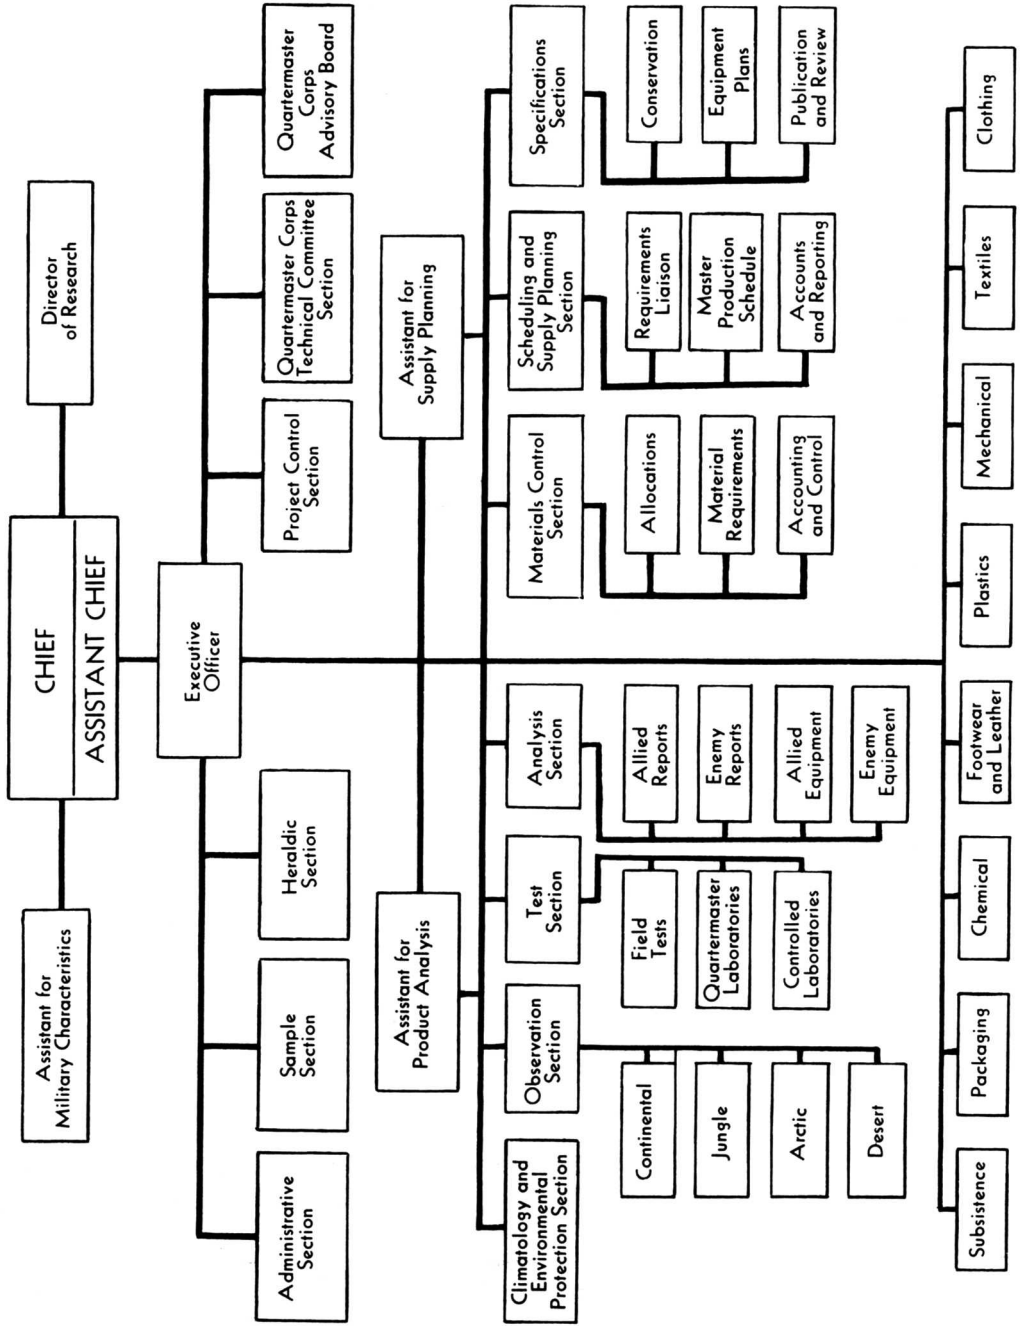 CHIEF
ASSISTANT CHIEF
Assistant for
Military Characteristics
Director
of Research
Executive
Officer
Administrative
Section
Sample
Section
Heraldic
Section
Project Control
Section
Quartermaster Corps
Technical Committee
Section
Quartermaster
Corps
Advisory Board
Assistant for
Product Analysis
Assistant for
Supply Planning
Climatology and
Environmental
Protection Section
Observation
Section
Test
Section
Analysis
Section
Materials Control
Section
Scheduling and
Supply Planning
Section
Specifications
Section
Continental
Jungle
Arctic
Desert
Field
Tests
Quartermaster
Laboratories
Controlled
Laboratories
Allied
Reports
Enemy
Reports
Allied
Equipment
Enemy
Equipment
Allocations
Material
Requirements
Accounting
and Control
Requirements
Liaison
Master
Production
Schedule
Accounts
and Reporting
Conservation
Equipment
Plans
Publication
and Review
Subsistence
Packaging
Chemical
Footwear
and Leather
Plastics
Mechanical
Textiles
Clothing